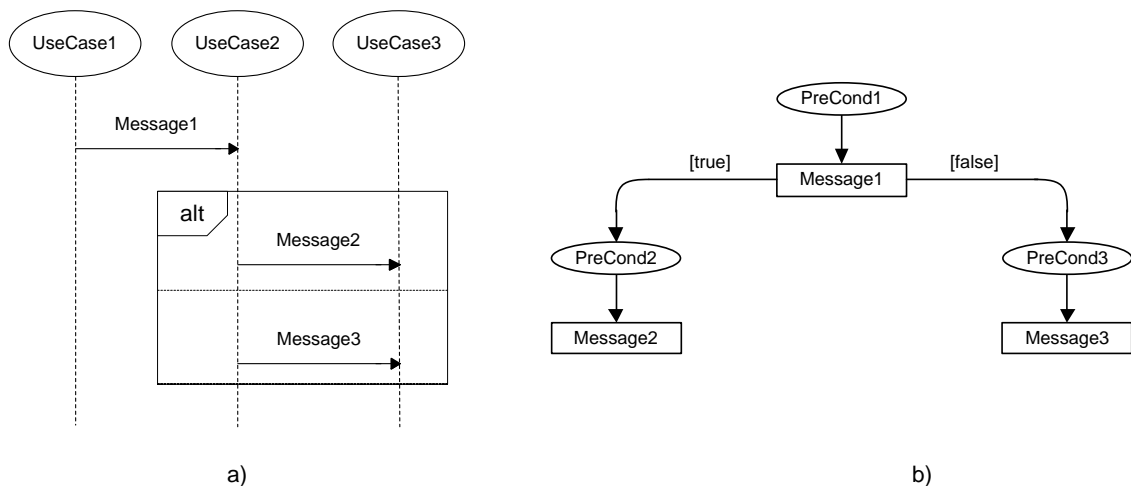 UseCase1
UseCase2
UseCase3
Message1
alt
Message2
Message3
a)
PreCond1
[true]
[false]
Message1
PreCond2
PreCond3
Message2
Message3
b)